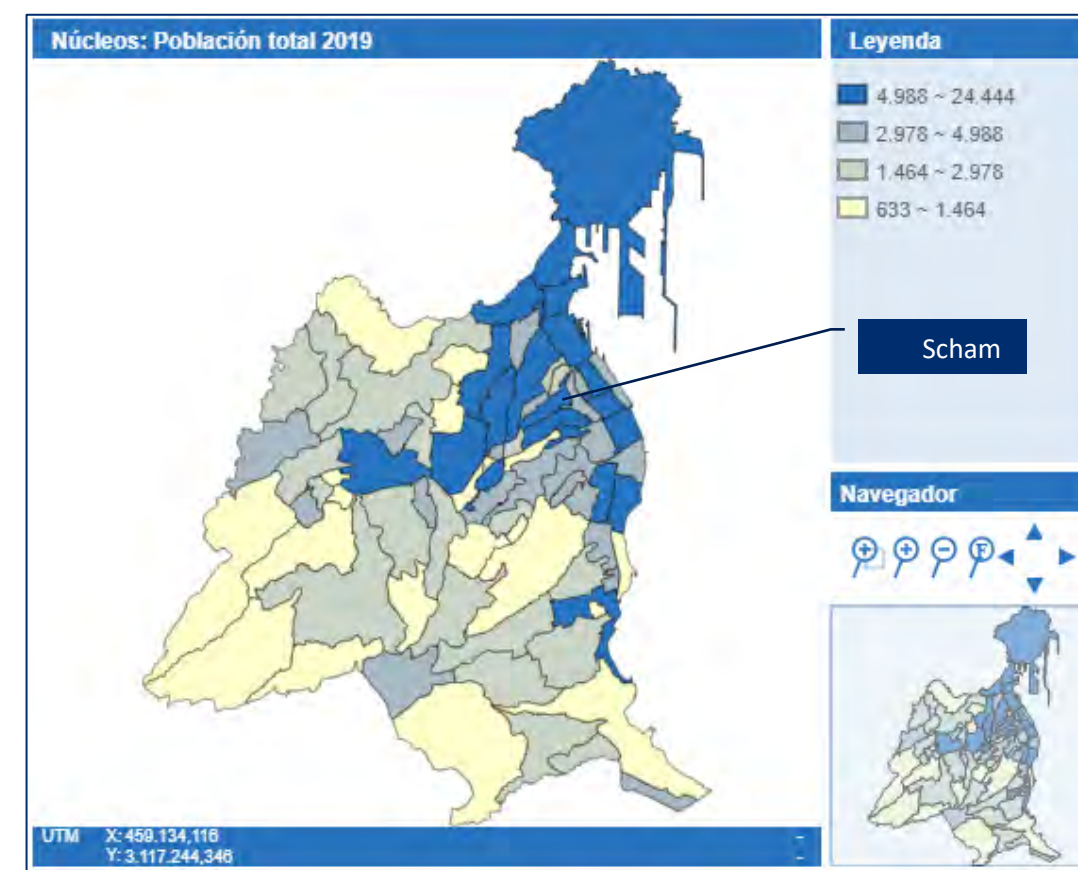 Núcleos: Población total 2019
Leyenda
4.988 ~ 24.444
2.978 ~ 4.988
1.464 ~ 2.978
633 ~ 1.464
Scham
Navegador
F
UTM X: 459.134,116 -
Y: 3.117.244,346 -